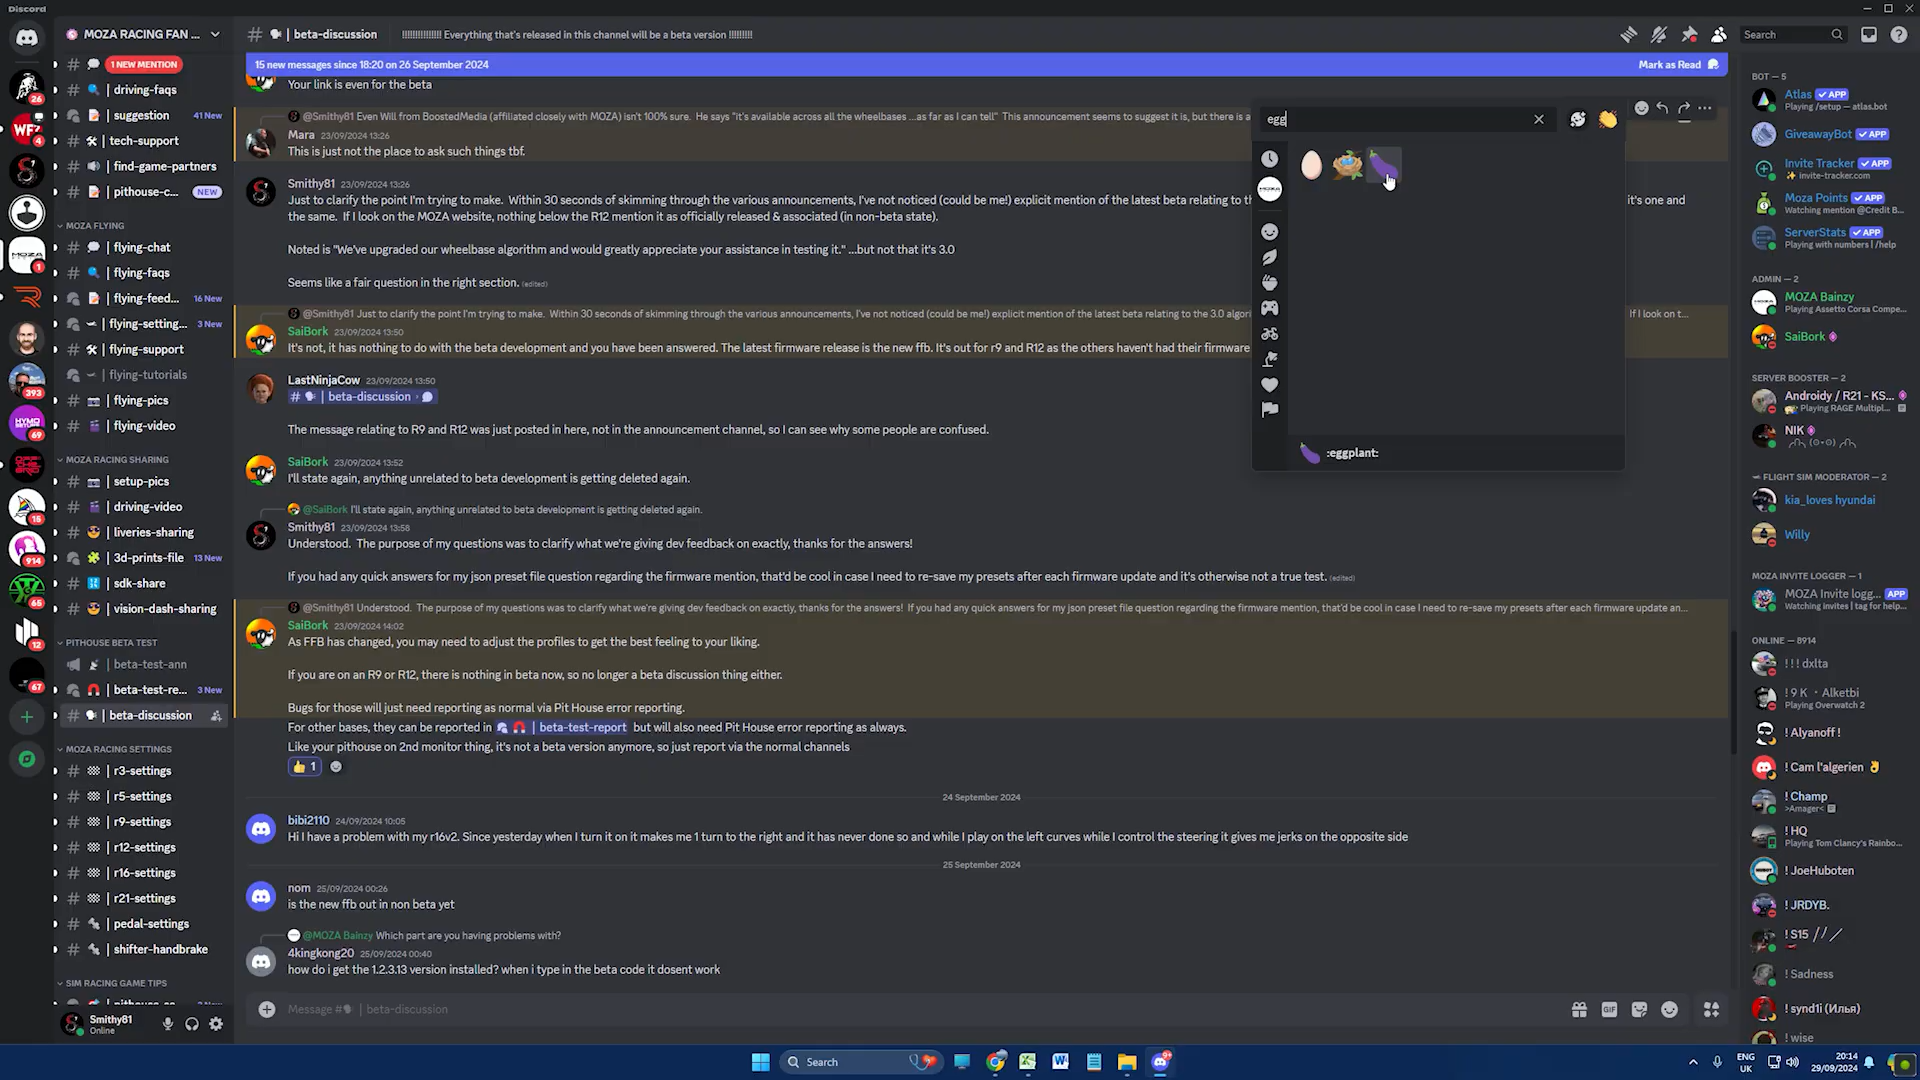 Discord
MOZA RACING FAN ...
# | beta-discussion
!!!!!!!!!!!!!! Everything that's released in this channel will be a beta version !!!!!!!!!
Search
1 NEW MENTION
| driving-faqs
| suggestion 41 New
| tech-support
| find-game-partners
| pithouse-c... NEW
MOZA FLYING
| flying-chat
| flying-faqs
| flying-feed... 16 New
| flying-setting... 3 New
| flying-support
| flying-tutorials
| flying-pics
| flying-video
MOZA RACING SHARING
| setup-pics
| driving-video
| liveries-sharing
| 3d-prints-file 13 New
| sdk-share
| vision-dash-sharing
PITHOUSE BETA TEST
| beta-test-ann
| beta-test-re... 3 New
| beta-discussion
MOZA RACING SETTINGS
| r3-settings
| r5-settings
| r9-settings
| r12-settings
| r16-settings
| r21-settings
| pedal-settings
| shifter-handbrake
SIM RACING GAME TIPS
Smithy81
Online
26
4
1
393
69
15
914
65
12
67
15 new messages since 18:20 on 26 September 2024
Mark as Read
Your link is even for the beta
@Smithy81 Even Will from BoostedMedia (affiliated closely with MOZA) isn't 100% sure. He says "it's available across all the wheelbases ...as far as I can tell" This announcement seems to suggest it is, but there is a
Mara 23/09/2024 13:26
This is just not the place to ask such things tbf.
Smithy81 23/09/2024 13:26
Just to clarify the point I'm trying to make. Within 30 seconds of skimming through the various announcements, I've not noticed (could be me!) explicit mention of the latest beta relating to th it's one and
the same. If I look on the MOZA website, nothing below the R12 mention it as officially released & associated (in non-beta state).
Noted is "We've upgraded our wheelbase algorithm and would greatly appreciate your assistance in testing it." ...but not that it's 3.0
Seems like a fair question in the right section. (edited)
@Smithy81 Just to clarify the point I'm trying to make. Within 30 seconds of skimming through the various announcements, I've not noticed (could be me!) explicit mention of the latest beta relating to the 3.0 algori If I look on t...
SaiBork 23/09/2024 13:50
It's not, it has nothing to do with the beta development and you have been answered. The latest firmware release is the new ffb. It's out for r9 and R12 as the others haven't had their firmware
LastNinjaCow 23/09/2024 13:50
# | beta-discussion
The message relating to R9 and R12 was just posted in here, not in the announcement channel, so I can see why some people are confused.
SaiBork 23/09/2024 13:52
I'll state again, anything unrelated to beta development is getting deleted again.
@SaiBork I'll state again, anything unrelated to beta development is getting deleted again.
Smithy81 23/09/2024 13:58
Understood. The purpose of my questions was to clarify what we're giving dev feedback on exactly, thanks for the answers!
If you had any quick answers for my json preset file question regarding the firmware mention, that'd be cool in case I need to re-save my presets after each firmware update and it's otherwise not a true test. (edited)
@Smithy81 Understood. The purpose of my questions was to clarify what we're giving dev feedback on exactly, thanks for the answers! If you had any quick answers for my json preset file question regarding the firmware mention, that'd be cool in case I need to re-save my presets after each firmware update an...
SaiBork 23/09/2024 14:02
As FFB has changed, you may need to adjust the profiles to get the best feeling to your liking.
If you are on an R9 or R12, there is nothing in beta now, so no longer a beta discussion thing either.
Bugs for those will just need reporting as normal via Pit House error reporting.
For other bases, they can be reported in | beta-test-report but will also need Pit House error reporting as always.
Like your pithouse on 2nd monitor thing, it's not a beta version anymore, so just report via the normal channels
1
24 September 2024
bibi2110 24/09/2024 10:05
Hi I have a problem with my r16v2. Since yesterday when I turn it on it makes me 1 turn to the right and it has never done so and while I play on the left curves while I control the steering it gives me jerks on the opposite side
25 September 2024
nom 25/09/2024 00:26
is the new ffb out in non beta yet
@MOZA Bainzy Which part are you having problems with?
4kingkong20 25/09/2024 00:40
how do i get the 1.2.3.13 version installed? when i type in the beta code it dosent work
Message # | beta-discussion
GIF
egg
:eggplant:
BOT — 5
Atlas APP
Playing /setup — atlas.bot
GiveawayBot APP
Invite Tracker APP
invite-tracker.com
Moza Points APP
Watching mention @Credit B...
ServerStats APP
Playing with numbers | /help
ADMIN — 2
MOZA Bainzy
Playing Assetto Corsa Compe...
SaiBork
SERVER BOOSTER — 2
Androidy / R21 - KS...
Playing RAGE Multipl...
NIK
FLIGHT SIM MODERATOR — 2
kia_loves hyundai
Willy
MOZA INVITE LOGGER — 1
MOZA Invite logg... APP
Watching invites | tag for help...
ONLINE — 8914
! ! ! dxlta
! 9 K ・Alketbi
Playing Overwatch 2
! Alyanoff !
! Cam l'algerien
! Champ
>Amager<
! HQ
Playing Tom Clancy's Rainbo...
! JoeHuboten
! JRDYB.
! S15 //／
! Sadness
! synd1i (Илья)
! wise
Search
ENG
UK
20:14
29/09/2024